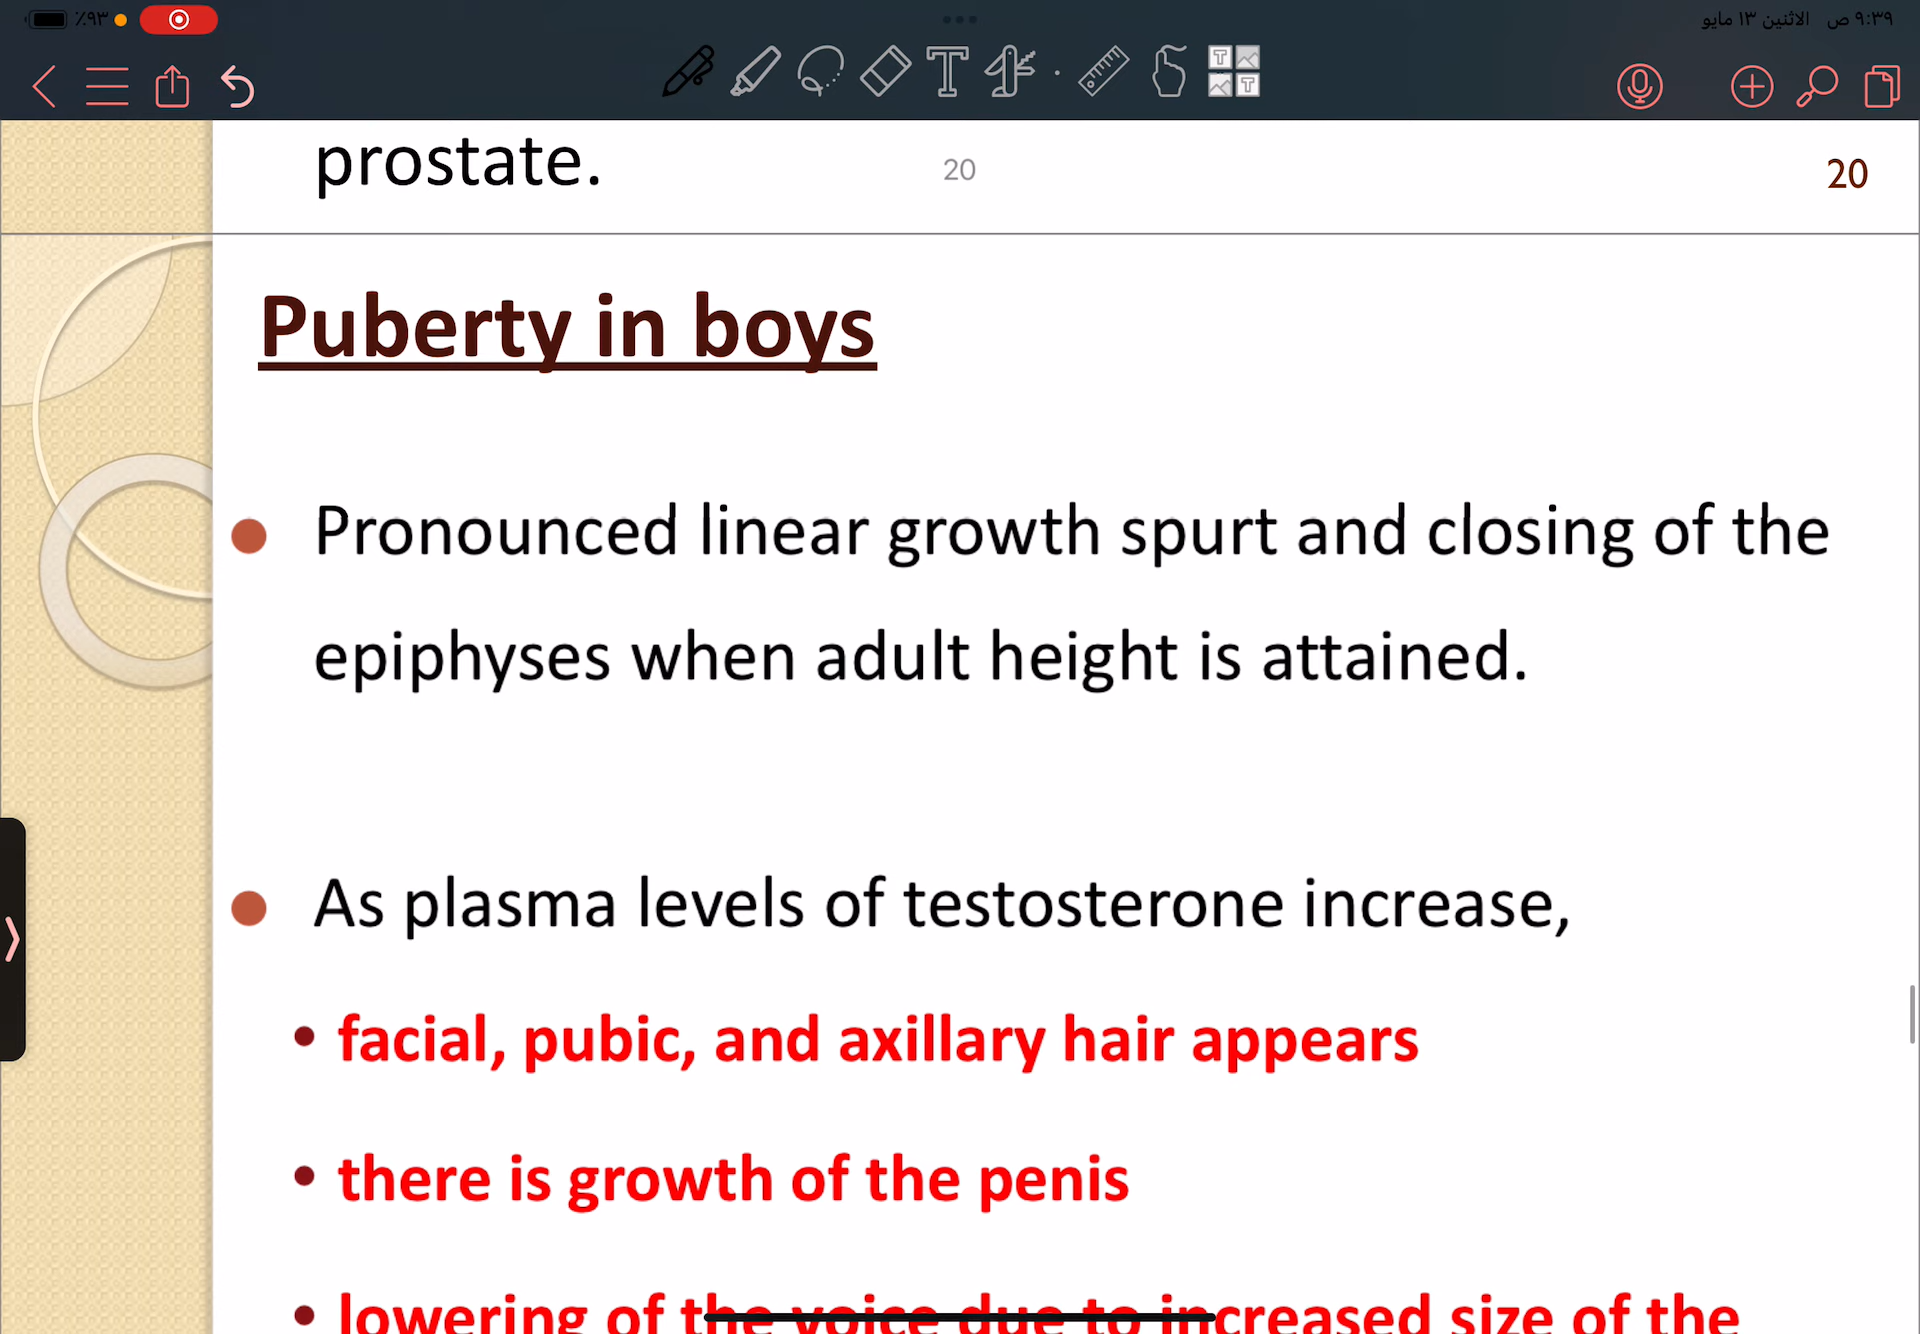 ٪٩٣
٩:٣٩ ص الاثنين ١٣ مايو
prostate.
20
20
Puberty in boys
Pronounced linear growth spurt and closing of the
epiphyses when adult height is attained.
As plasma levels of testosterone increase,
• facial, pubic, and axillary hair appears
• there is growth of the penis
• lowering of the voice due to increased size of the